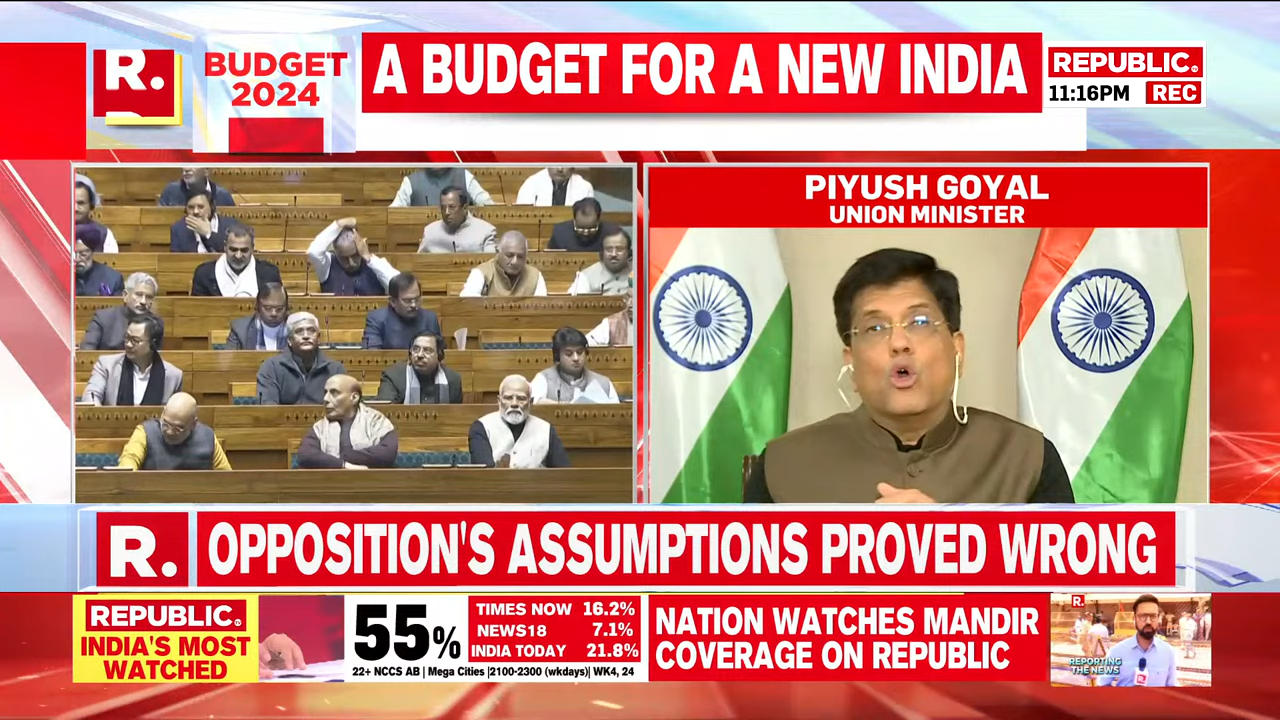 R.
BUDGET
2024
A BUDGET FOR A NEW INDIA
REPUBLIC.
11:16PM REC
PIYUSH GOYAL
UNION MINISTER
R. OPPOSITION'S ASSUMPTIONS PROVED WRONG
REPUBLIC.
INDIA'S MOST
WATCHED
55%
TIMES NOW 16.2%
NEWS18 7.1%
INDIA TODAY 21.8%
22+ NCCS AB | Mega Cities |2100-2300 (wkdays)| WK4, 24
NATION WATCHES MANDIR
COVERAGE ON REPUBLIC
R.
REPORTING
THE NEWS